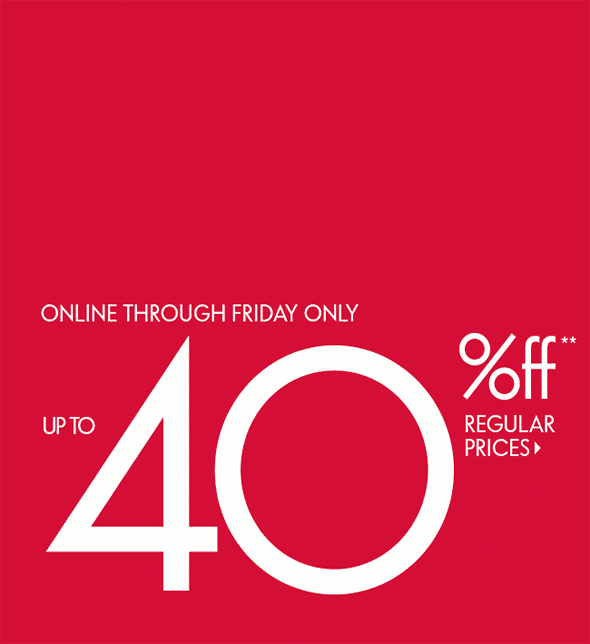 ONLINE THROUGH FRIDAY ONLY
UP TO
40
%off**
REGULAR
PRICES